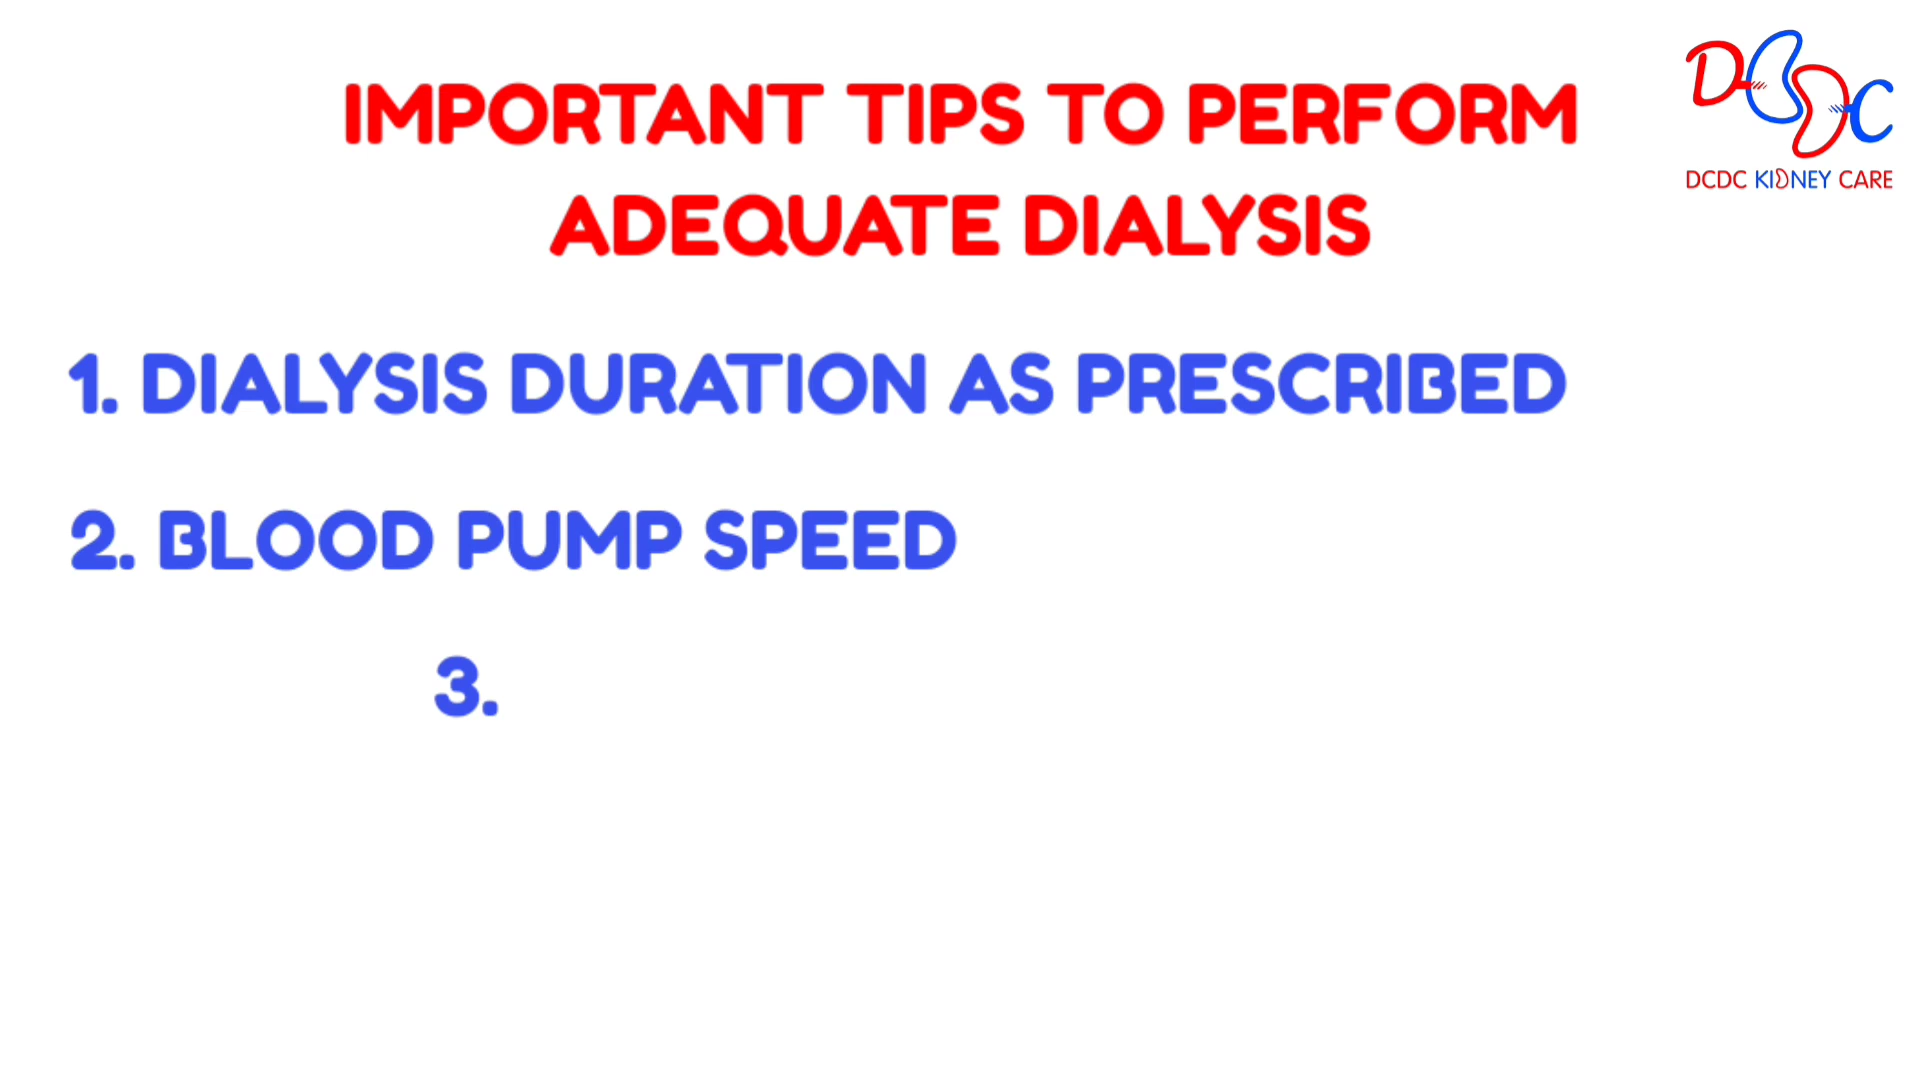 IMPORTANT TIPS TO PERFORM
ADEQUATE DIALYSIS
DCDC
DCDC KIDNEY CARE
1. DIALYSIS DURATION AS PRESCRIBED
2. BLOOD PUMP SPEED
3.